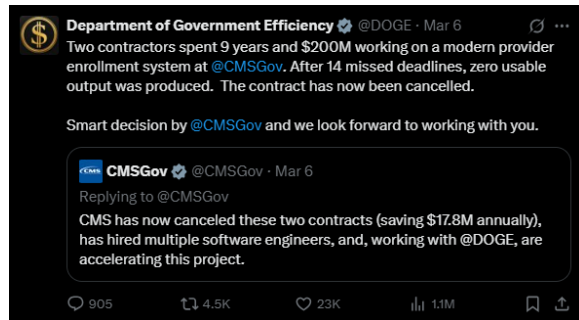 Department of Government Efficiency @DOGE · Mar 6
Two contractors spent 9 years and $200M working on a modern provider
enrollment system at @CMSGov. After 14 missed deadlines, zero usable
output was produced.  The contract has now been cancelled.
Smart decision by @CMSGov and we look forward to working with you.
CMS CMSGov @CMSGov · Mar 6
Replying to @CMSGov
CMS has now canceled these two contracts (saving $17.8M annually),
has hired multiple software engineers, and, working with @DOGE, are
accelerating this project.
905 4.5K 23K 1.1M